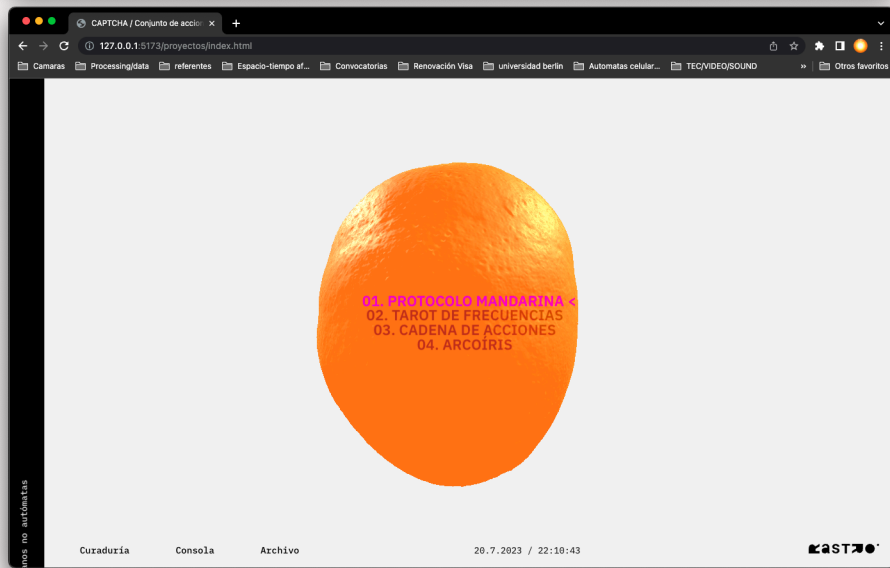 CAPTCHA / Conjunto de accion
127.0.0.1:5173/proyectos/index.html
Camaras Processing/data referentes Espacio-tiempo af... Convocatorias Renovación Visa universidad berlin Automatas celular... TEC/VIDEO/SOUND » Otros favoritos
01. PROTOCOLO MANDARINA <
02. TAROT DE FRECUENCIAS
03. CADENA DE ACCIONES
04. ARCOÍRIS
anos no autómatas
Curaduría Consola Archivo 20.7.2023 / 22:10:43
RASTRO